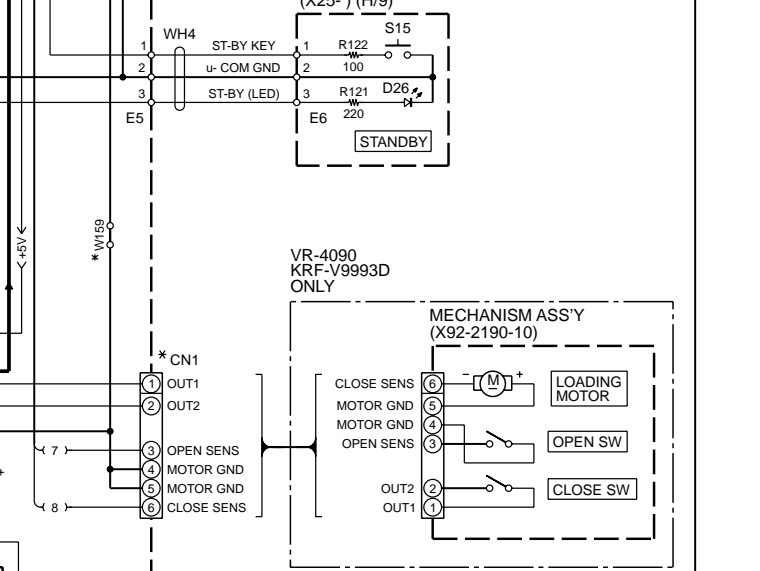 (X25- ) (H/9)
S15
WH4
1 ST-BY KEY 1 R122
100
2 u- COM GND 2
3 ST-BY (LED) 3 R121 D26
220
E5 E6
STANDBY
+5V
* W159
VR-4090
KRF-V9993D
ONLY
MECHANISM ASS'Y
(X92-2190-10)
* CN1
1 OUT1
2 OUT2
7 3 OPEN SENS
4 MOTOR GND
5 MOTOR GND
8 6 CLOSE SENS
CLOSE SENS 6 − M + LOADING
MOTOR
MOTOR GND 5
MOTOR GND 4
OPEN SENS 3 OPEN SW
OUT2 2 CLOSE SW
OUT1 1
+